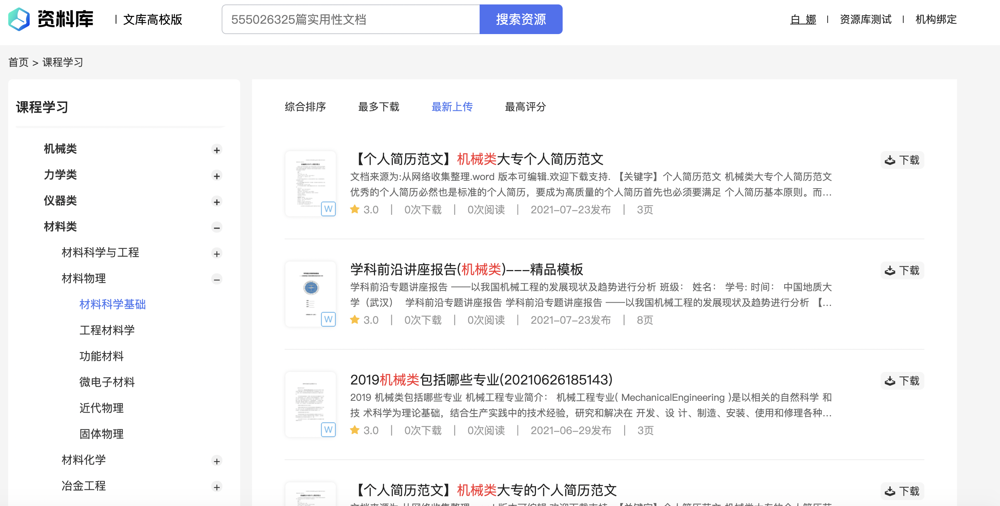 资料库
文库高校版
555026325篇实用性文档
搜索资源
白 娜
资源库测试
机构绑定
首页 > 课程学习
课程学习
机械类
力学类
仪器类
材料类
材料科学与工程
材料物理
材料科学基础
工程材料学
功能材料
微电子材料
近代物理
固体物理
材料化学
冶金工程
综合排序 最多下载 最新上传 最高评分
【个人简历范文】机械类大专个人简历范文
下载
文档来源为:从网络收集整理.word 版本可编辑.欢迎下载支持. 【关键字】个人简历范文 机械类大专个人简历范文
优秀的个人简历必然也是标准的个人简历，要成为高质量的个人简历首先也必须要满足 个人简历基本原则。而...
W
3.0 | 0次下载 | 0次阅读 | 2021-07-23发布 | 3页
学科前沿讲座报告(机械类)---精品模板
下载
学科前沿专题讲座报告 ——以我国机械工程的发展现状及趋势进行分析 班级： 姓名： 学号: 时间： 中国地质大
学（武汉） 学科前沿专题讲座报告 学科前沿专题讲座报告 ——以我国机械工程的发展现状及趋势进行分析 【...
W
3.0 | 0次下载 | 0次阅读 | 2021-07-23发布 | 8页
2019机械类包括哪些专业(20210626185143)
下载
2019 机械类包括哪些专业 机械工程专业简介： 机械工程专业( MechanicalEngineering )是以相关的自然科学 和
技 术科学为理论基础，结合生产实践中的技术经验，研究和解决在 开发、设 计、制造、安装、使用和修理各种...
W
3.0 | 0次下载 | 0次阅读 | 2021-06-29发布 | 3页
【个人简历范文】机械类大专的个人简历范文
下载